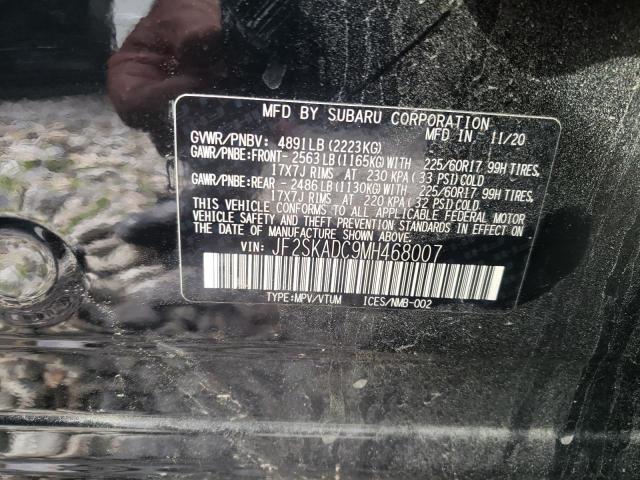 MFD BY SUBARU CORPORATION
GVWR/PNBV: 4891LB(2223KG) MFD IN 11/20
GAWR/PNBE:FRONT- 2563LB(1165KG)WITH 225/60R17 99H TIRES,
17X7J RIMS AT 230 KPA(33 PSI)COLD
GAWR/PNBE:REAR - 2486LB(1130KG)WITH 225/60R17 99H TIRES,
17X7J RIMS AT 220 KPA(32 PSI)COLD
THIS VEHICLE CONFORMS TO ALL APPLICABLE FEDERAL MOTOR
VEHICLE SAFETY AND THEFT PREVENTION STANDARDS IN EFFECT ON
THE DATE OF MANUFACTURE SHOWN ABOVE.
VIN: JF2SKADC9MH468007
TYPE:MPV/VTUM ICES/NMB-002